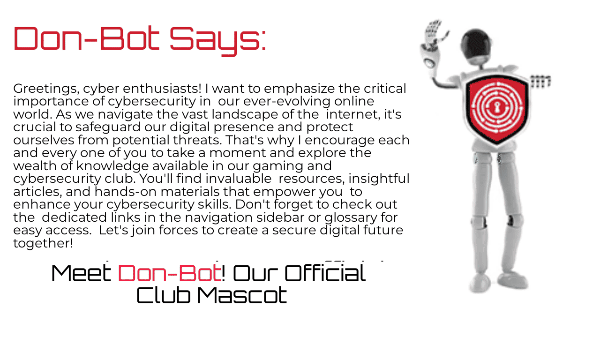 Don-Bot Says:
Greetings, cyber enthusiasts! I want to emphasize the critical
importance of cybersecurity in our ever-evolving online
world. As we navigate the vast landscape of the internet, it's
crucial to safeguard our digital presence and protect
ourselves from potential threats. That's why I encourage each
and every one of you to take a moment and explore the
wealth of knowledge available in our gaming and
cybersecurity club. You'll find invaluable resources, insightful
articles, and hands-on materials that empower you to
enhance your cybersecurity skills. Don't forget to check out
the dedicated links in the navigation sidebar or glossary for
easy access. Let's join forces to create a secure digital future
together!
Meet Don-Bot! Our Official
Club Mascot